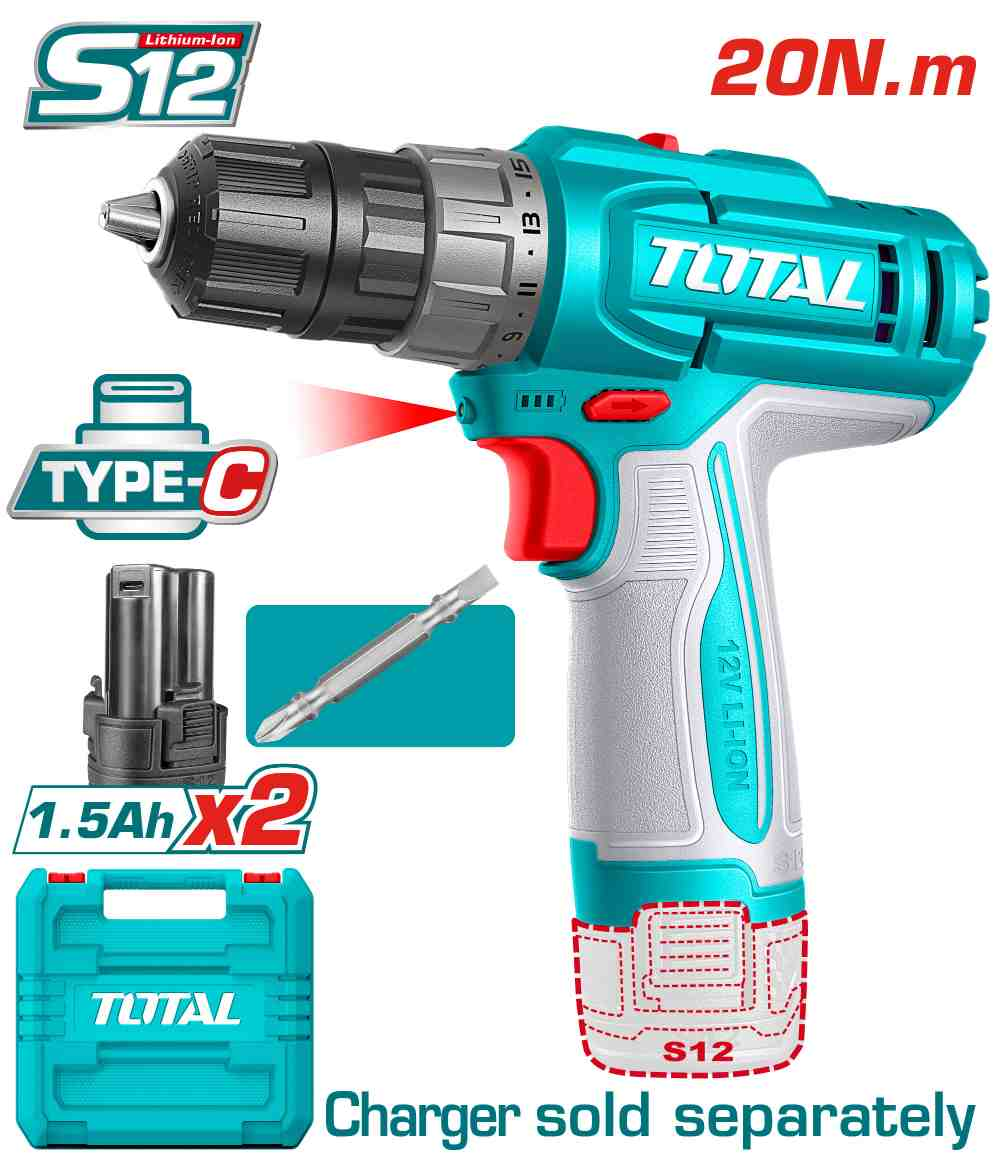 Lithium-Ion
S12
20N.m
15
13
11
9
TOTAL
TYPE-C
12V LI-ION
1.5Ah x2
TOTAL
S12
Charger sold separately